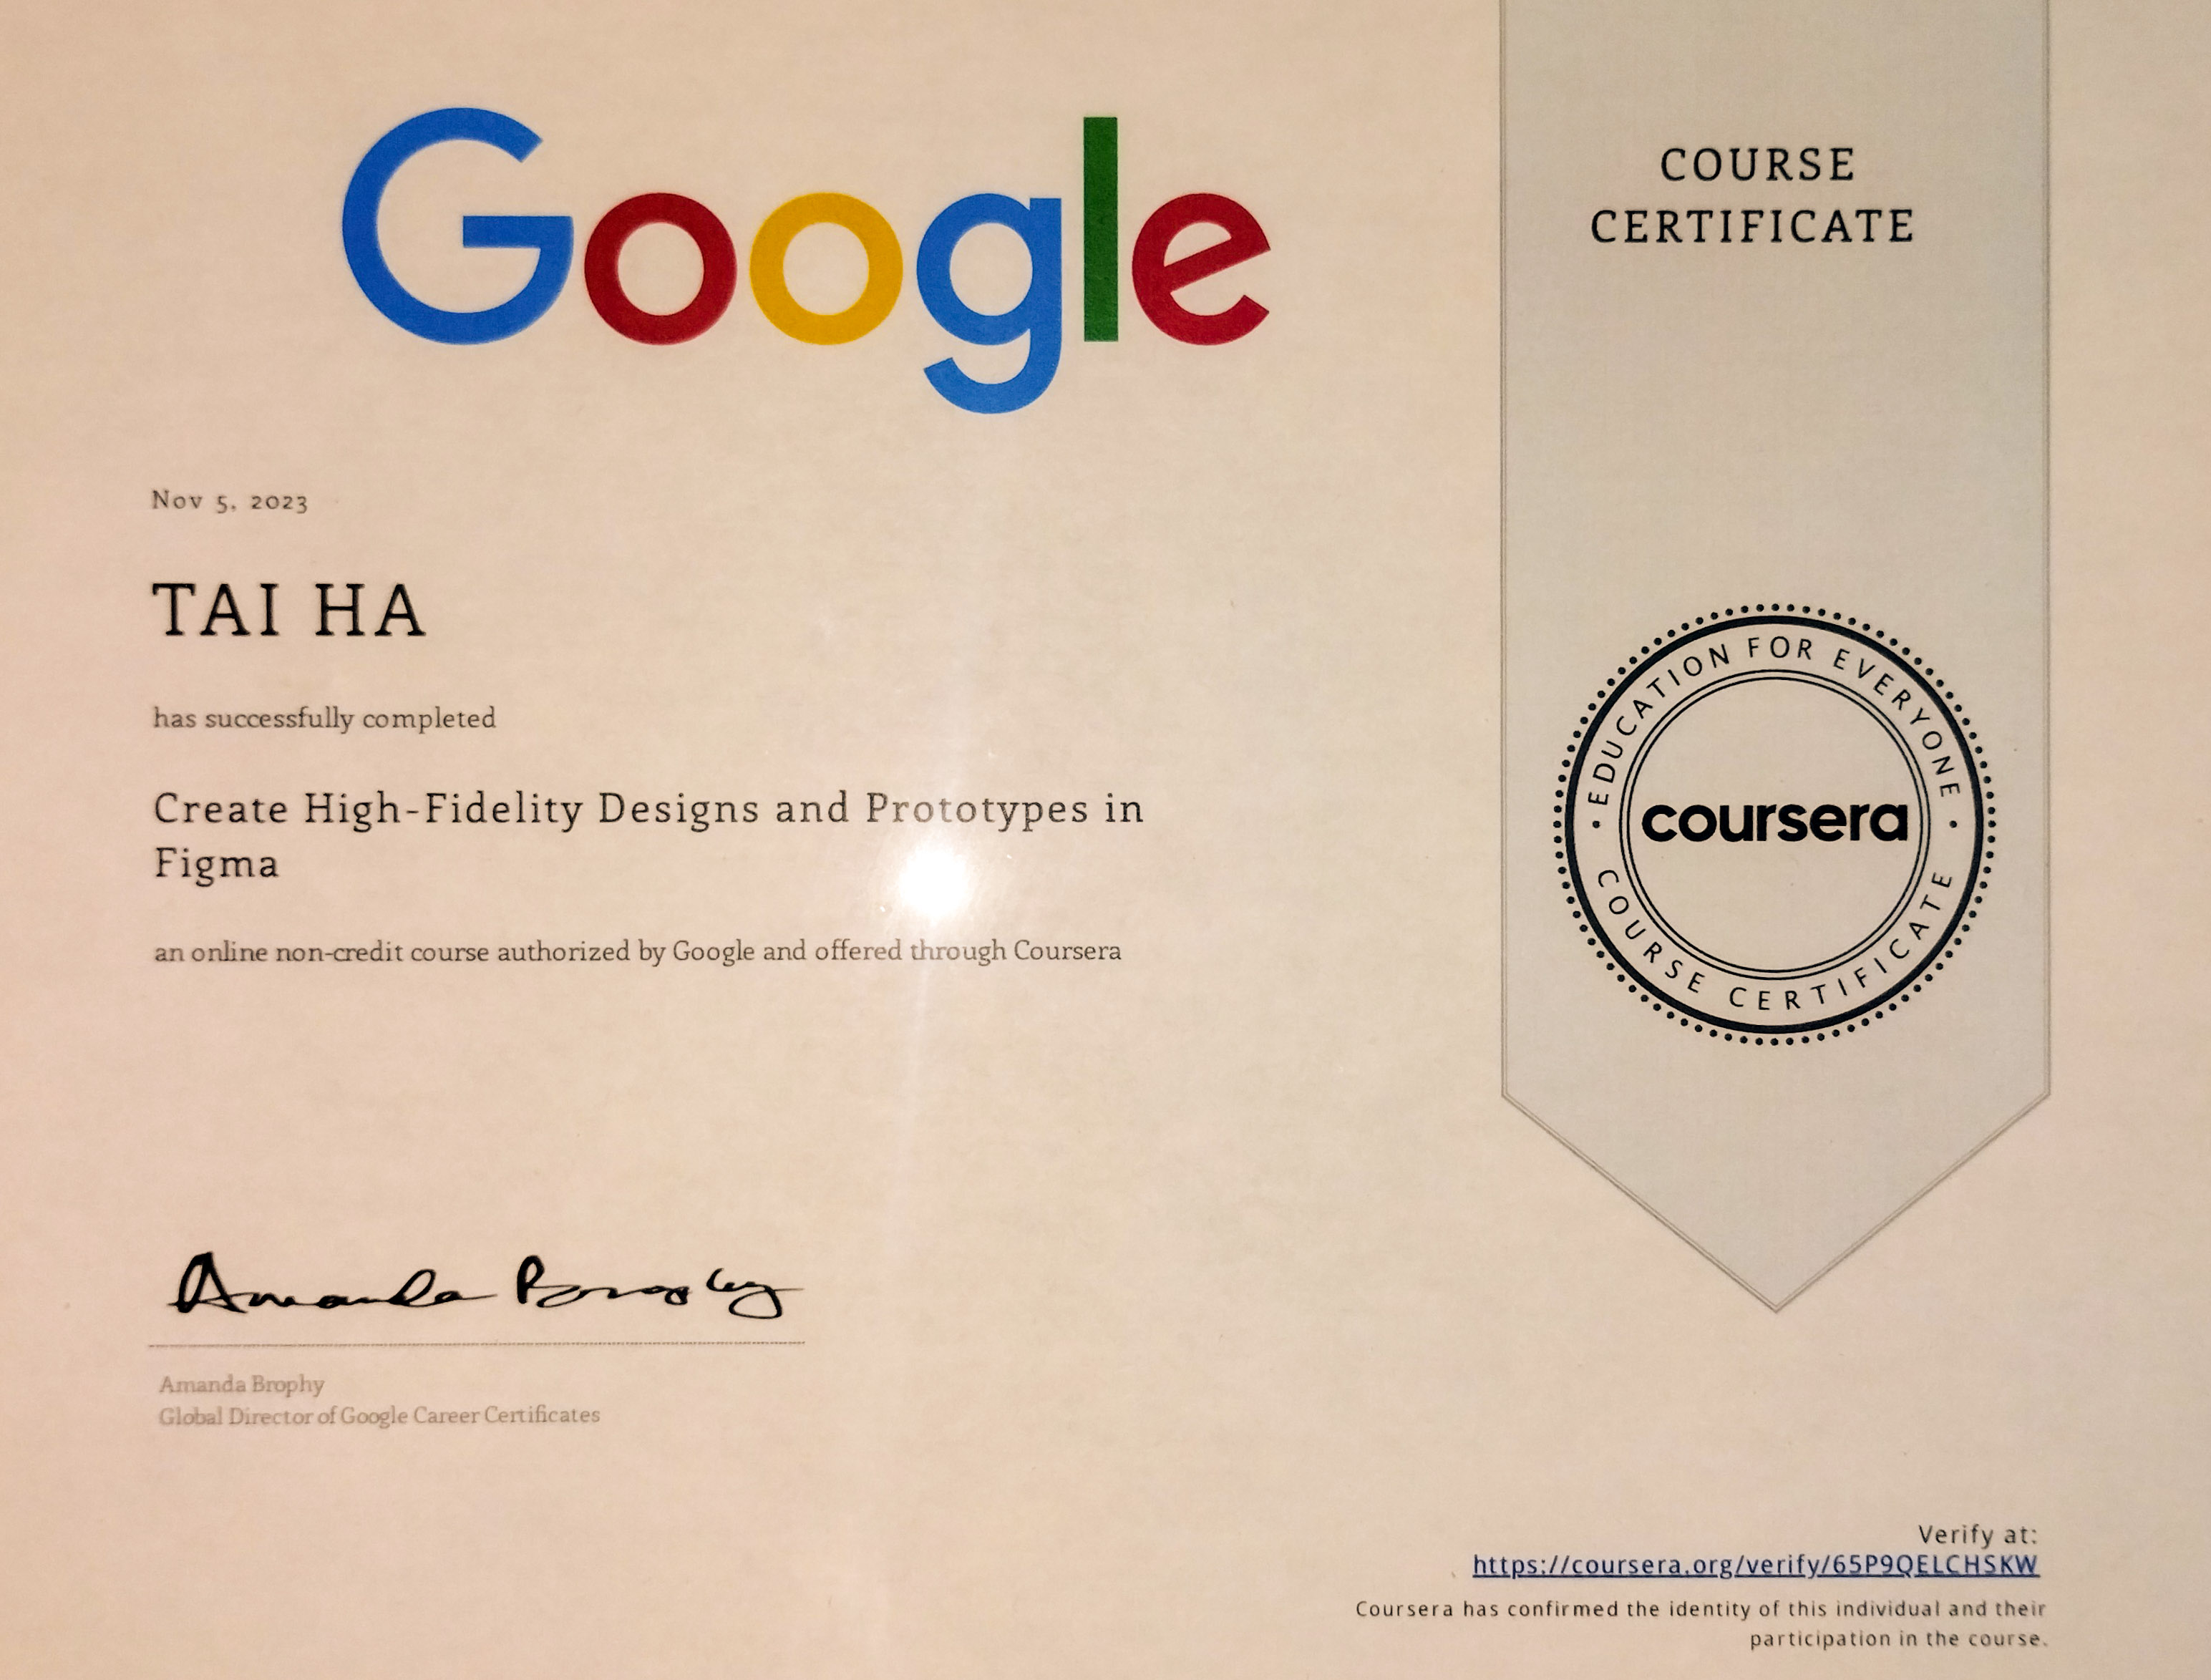 Google
COURSE
CERTIFICATE
Nov 5, 2023
TAI HA
has successfully completed
Create High-Fidelity Designs and Prototypes in
Figma
an online non-credit course authorized by Google and offered through Coursera
EDUCATION FOR EVERYONE
coursera
COURSE CERTIFICATE
Amanda Brophy
Amanda Brophy
Global Director of Google Career Certificates
Verify at:
https://coursera.org/verify/65P9QELCHSKW
Coursera has confirmed the identity of this individual and their
participation in the course.